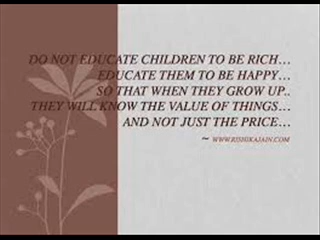 DO NOT EDUCATE CHILDREN TO BE RICH...
EDUCATE THEM TO BE HAPPY...
SO THAT WHEN THEY GROW UP..
THEY WILL KNOW THE VALUE OF THINGS...
AND NOT JUST THE PRICE...
~ WWW.RISHIKAJAIN.COM